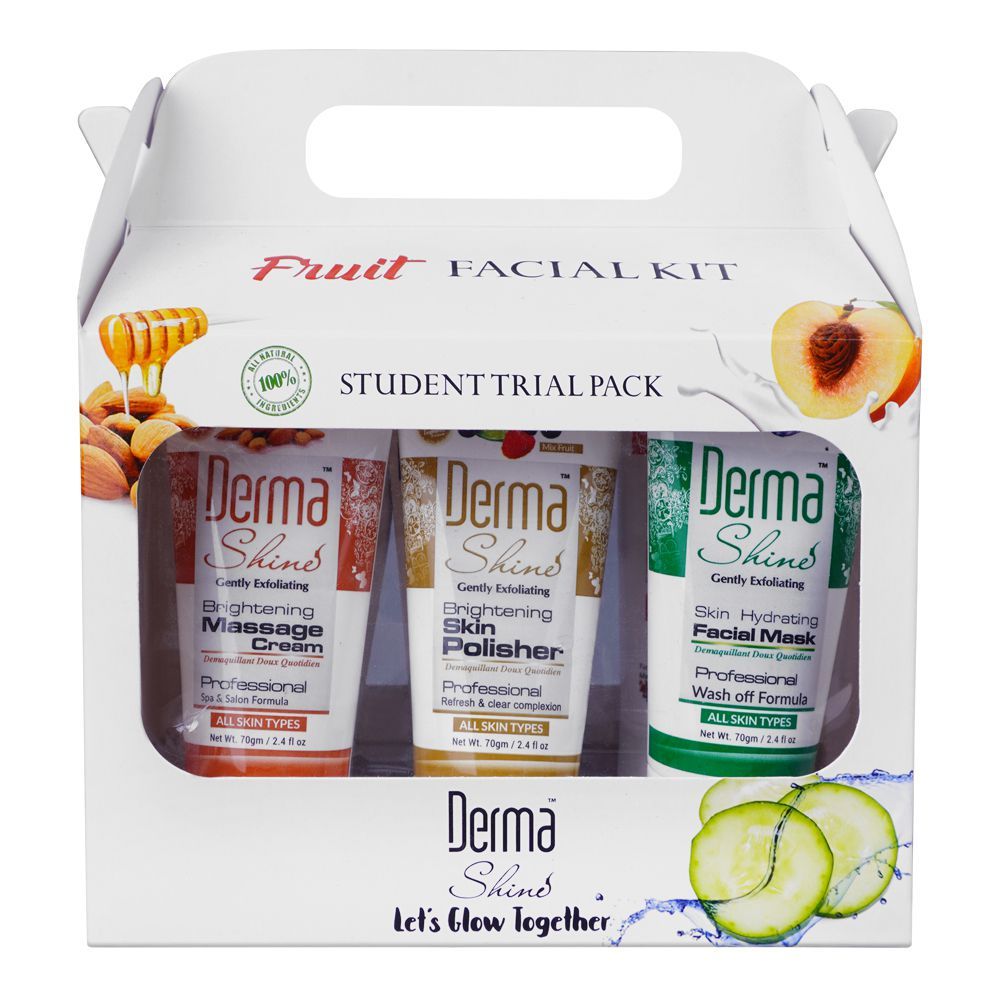 Fruit FACIAL KIT
ALL NATURAL
100%
INGREDIENTS
STUDENT TRIAL PACK
Derma™
Shine
Gently Exfoliating
Brightening
Massage
Cream
Demaquillant Doux Quotidien
Professional
Spa & Salon Formula
ALL SKIN TYPES
Net Wt. 70gm / 2.4 fl oz
Mix Fruit
Derma™
Shine
Gently Exfoliating
Brightening
Skin
Polisher
Demaquillant Doux Quotidien
Professional
Refresh & clear complexion
ALL SKIN TYPES
Net Wt. 70gm / 2.4 fl oz
Derma™
Shine
Gently Exfoliating
Skin Hydrating
Facial Mask
Demaquillant Doux Quotidien
Professional
Wash off Formula
ALL SKIN TYPES
Net Wt. 70gm / 2.4 fl oz
Derma™
Shine
Let's Glow Together